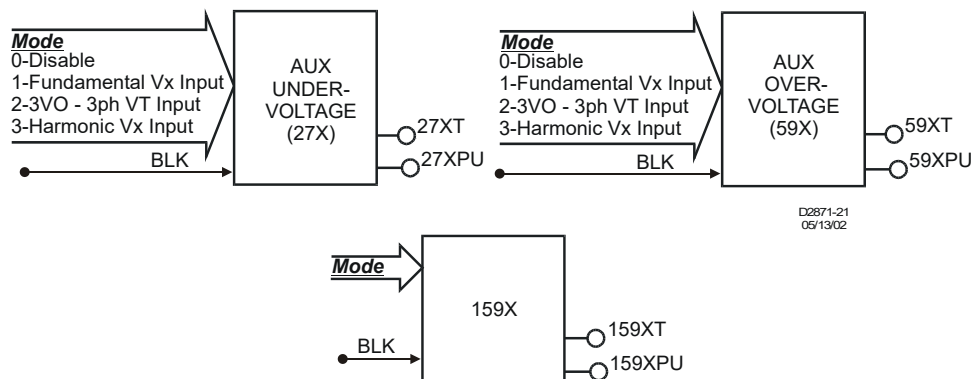 Mode
0-Disable
1-Fundamental Vx Input
2-3VO - 3ph VT Input
3-Harmonic Vx Input
BLK
AUX
UNDER-
VOLTAGE
(27X)
27XT
27XPU
Mode
0-Disable
1-Fundamental Vx Input
2-3VO - 3ph VT Input
3-Harmonic Vx Input
BLK
AUX
OVER-
VOLTAGE
(59X)
59XT
59XPU
D2871-21
05/13/02
Mode
BLK
159X
159XT
159XPU